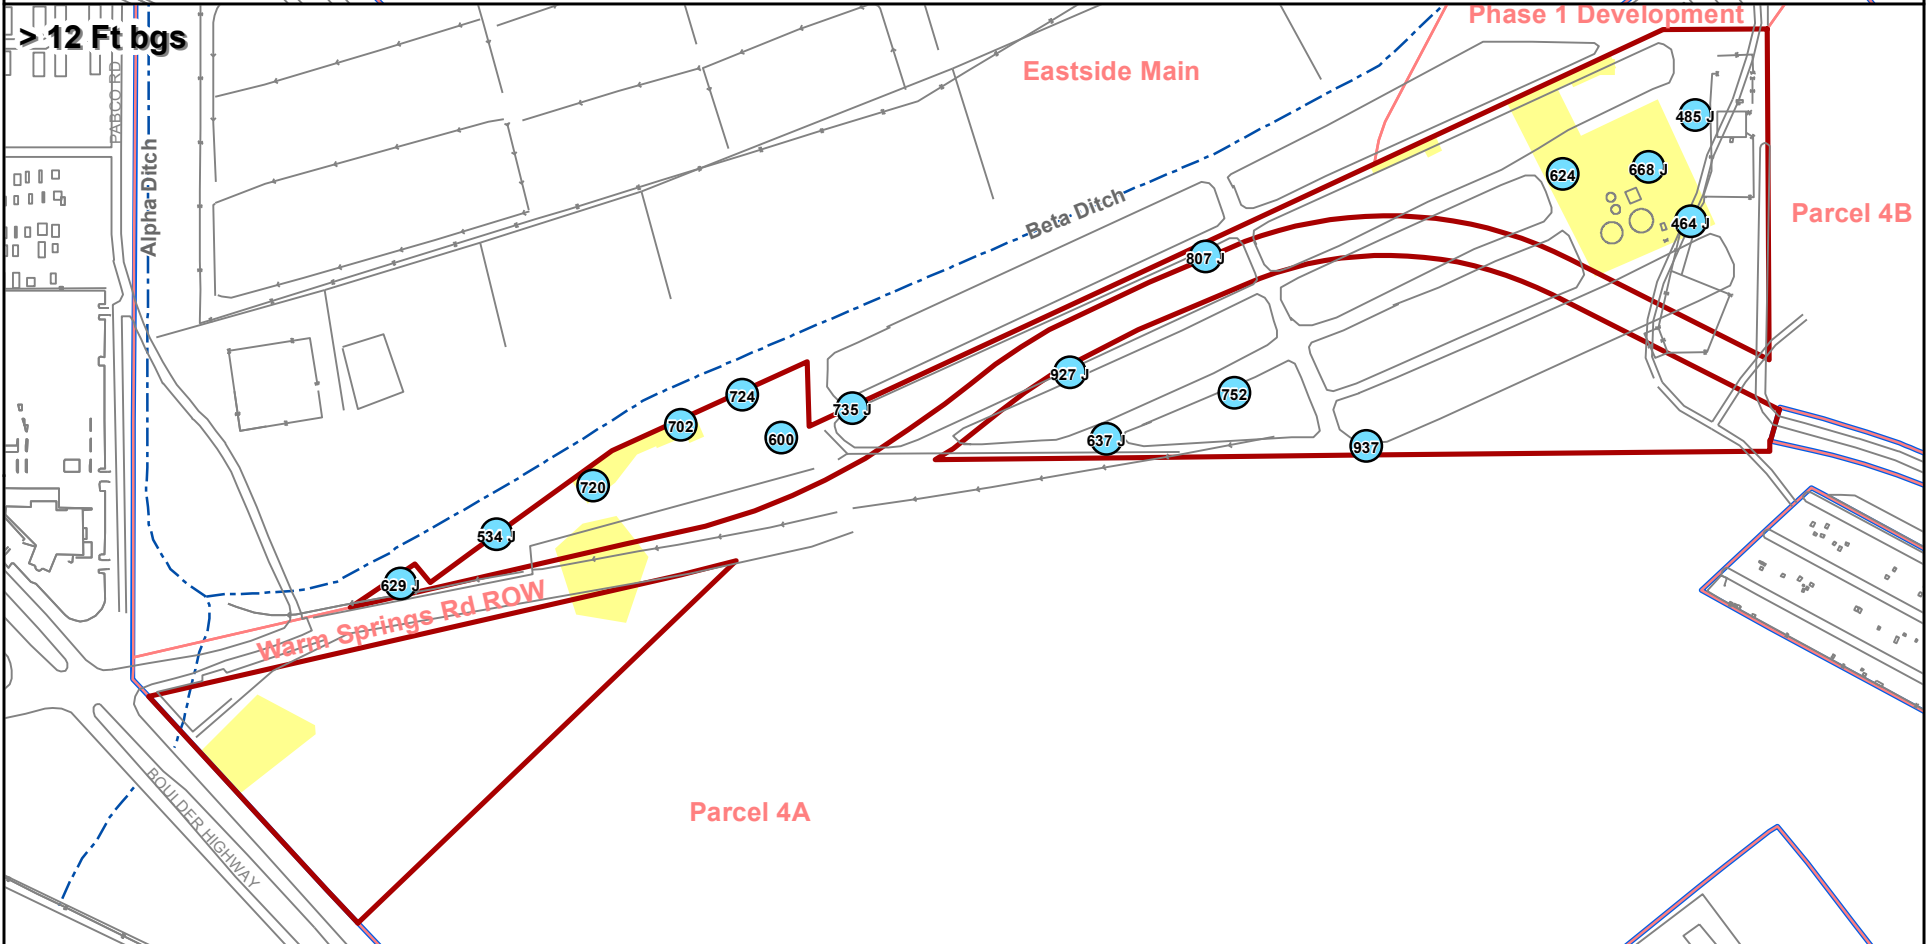 > 12 Ft bgs
Phase 1 Development
Eastside Main
PABCO RD
Alpha Ditch
Beta Ditch
485 J
624
668 J
464 J
Parcel 4B
807 J
927 J
752
724
735 J
702
600
637 J
937
720
534 J
629 J
Warm Springs Rd ROW
Parcel 4A
BOULDER HIGHWAY